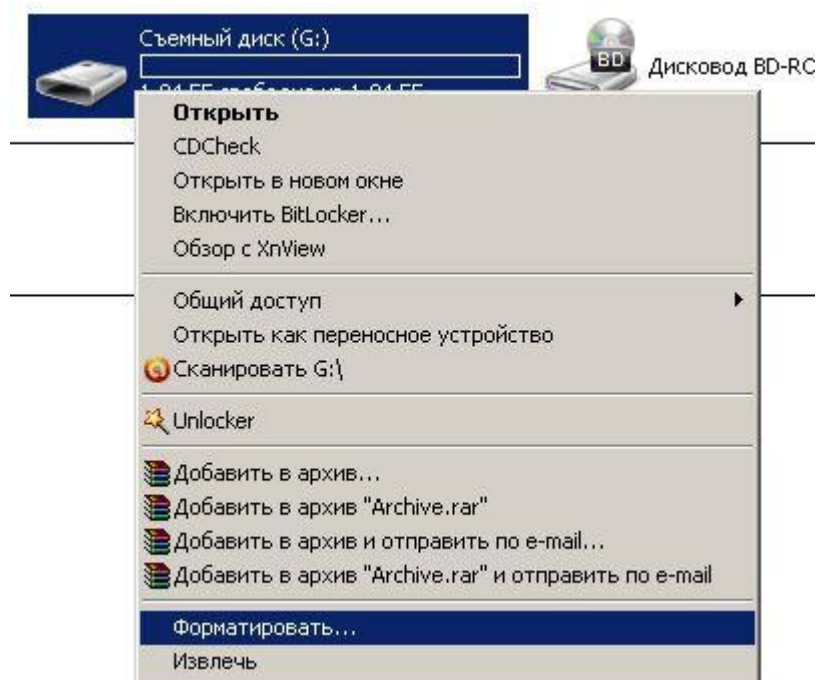 Съемный диск (G:)
BD
Дисковод BD-RO
Открыть
CDCheck
Открыть в новом окне
Включить BitLocker...
Обзор с XnView
Общий доступ
Открыть как переносное устройство
Сканировать G:\
Unlocker
Добавить в архив...
Добавить в архив "Archive.rar"
Добавить в архив и отправить по e-mail...
Добавить в архив "Archive.rar" и отправить по e-mail
Форматировать...
Извлечь